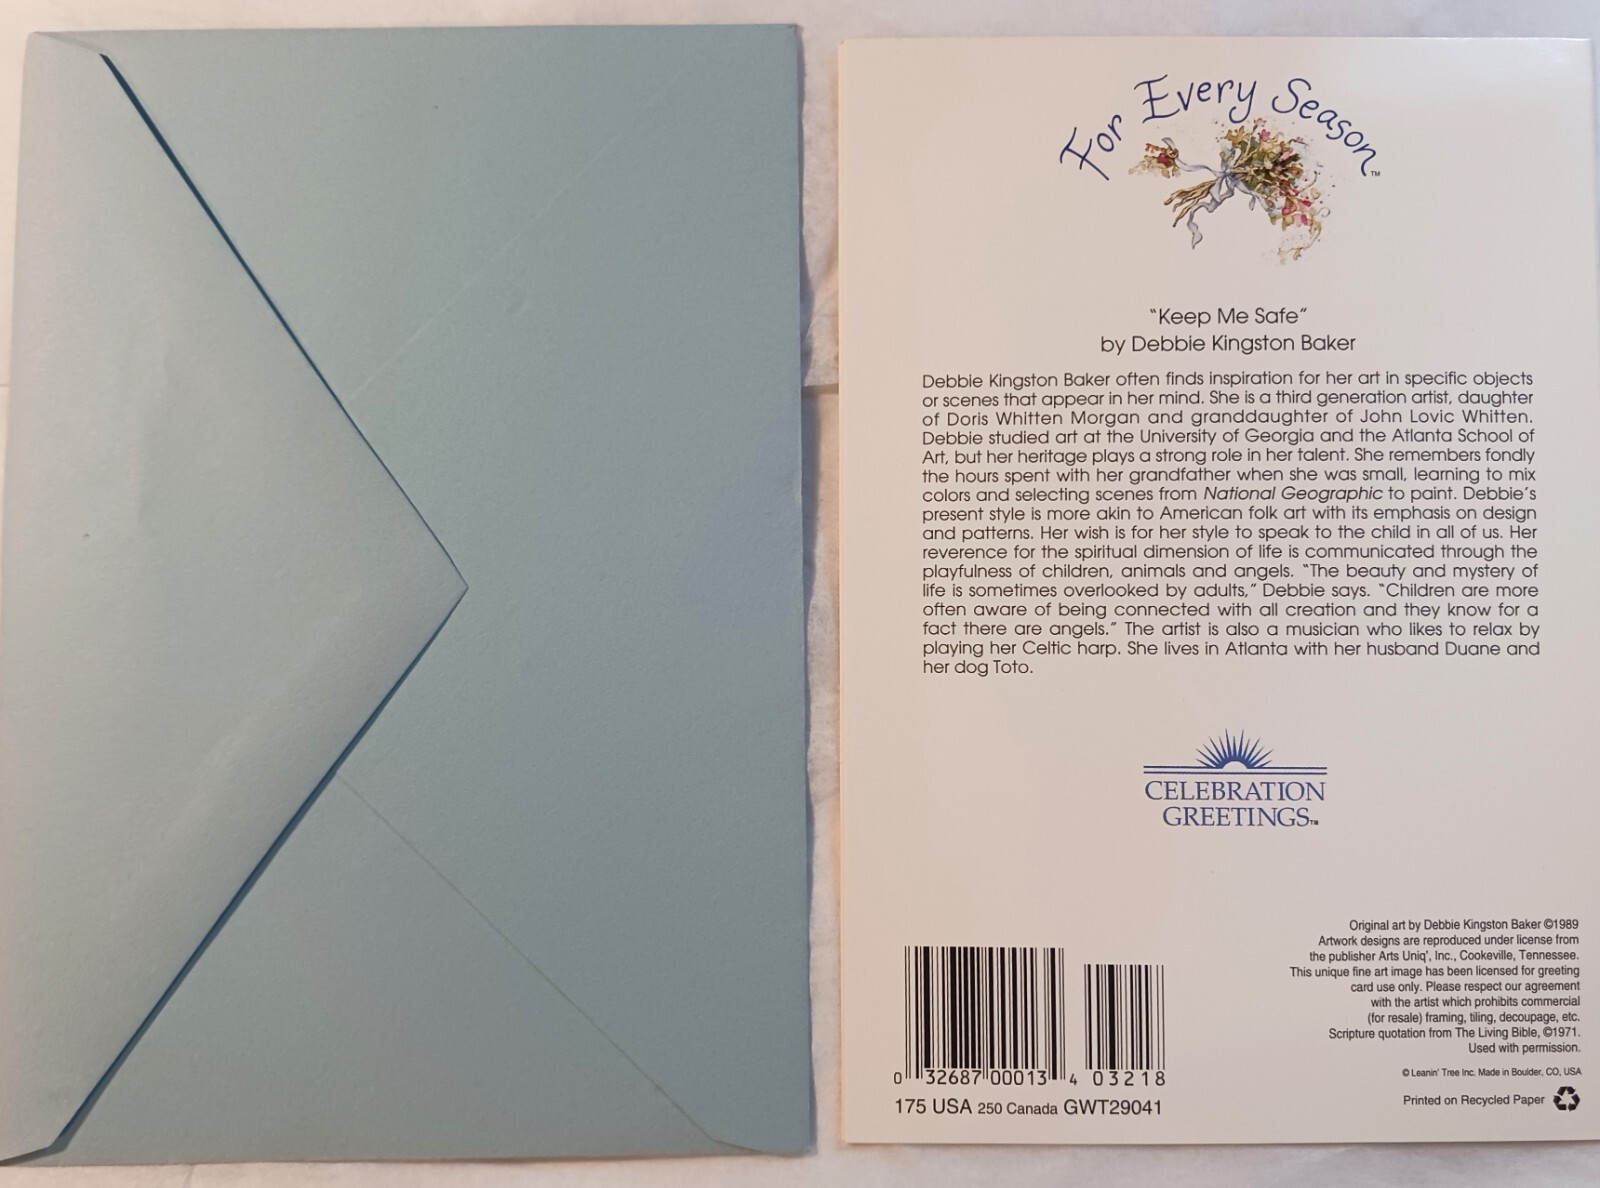 For Every Season™
“Keep Me Safe”
by Debbie Kingston Baker
Debbie Kingston Baker often finds inspiration for her art in specific objects
or scenes that appear in her mind. She is a third generation artist, daughter
of Doris Whitten Morgan and granddaughter of John Lovic Whitten.
Debbie studied art at the University of Georgia and the Atlanta School of
Art, but her heritage plays a strong role in her talent. She remembers fondly
the hours spent with her grandfather when she was small, learning to mix
colors and selecting scenes from National Geographic to paint. Debbie's
present style is more akin to American folk art with its emphasis on design
and patterns. Her wish is for her style to speak to the child in all of us. Her
reverence for the spiritual dimension of life is communicated through the
playfulness of children, animals and angels. “The beauty and mystery of
life is sometimes overlooked by adults,” Debbie says. “Children are more
often aware of being connected with all creation and they know for a
fact there are angels.” The artist is also a musician who likes to relax by
playing her Celtic harp. She lives in Atlanta with her husband Duane and
her dog Toto.
CELEBRATION
GREETINGS™
Original art by Debbie Kingston Baker ©1989
Artwork designs are reproduced under license from
the publisher Arts Uniq', Inc., Cookeville, Tennessee.
This unique fine art image has been licensed for greeting
card use only. Please respect our agreement
with the artist which prohibits commercial
(for resale) framing, tiling, decoupage, etc.
Scripture quotation from The Living Bible, ©1971.
Used with permission.
© Leanin' Tree Inc. Made in Boulder, CO, USA
Printed on Recycled Paper
0 32687 00013 4 03218
175 USA 250 Canada GWT29041